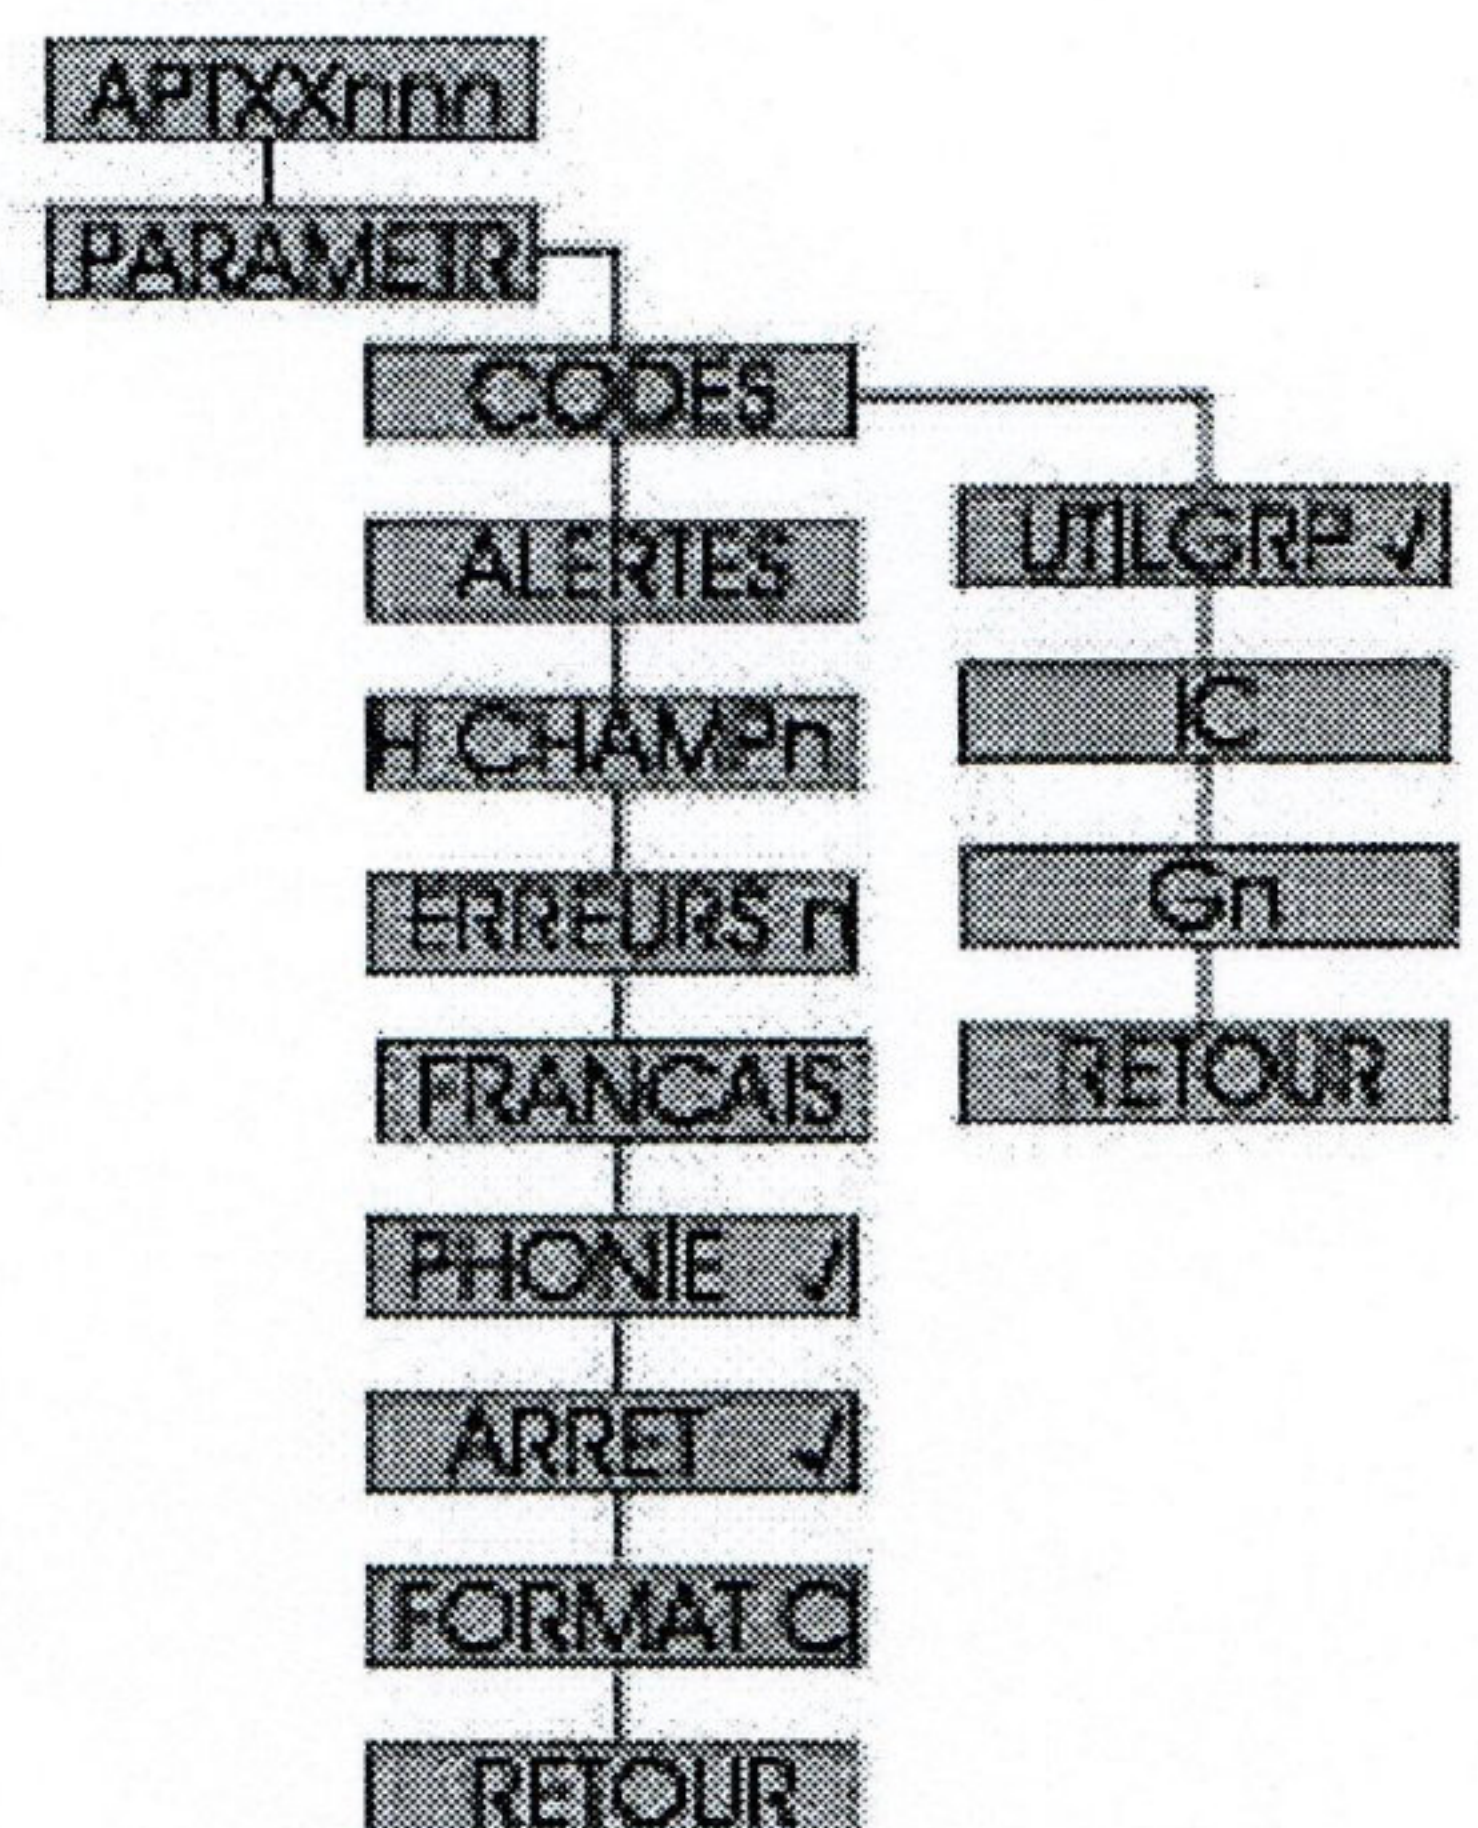 APTXXnnn
PARAMETR
CODES
ALERTES
H CHAMPn
ERREURS n
FRANCAIS
PHONIE ✓
ARRET ✓
FORMAT C
RETOUR
UTILGRP ✓
IC
Gn
RETOUR